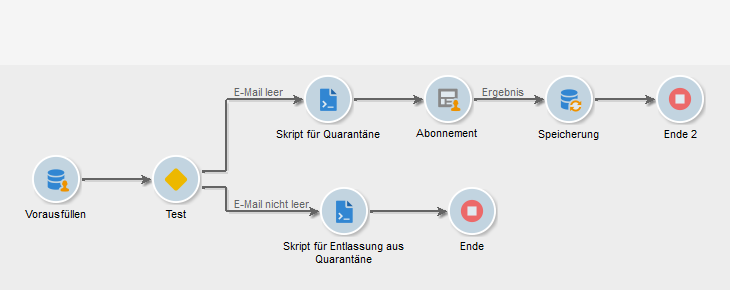 E-Mail leer
Ergebnis
Skript für Quarantäne
Abonnement
Speicherung
Ende 2
Vorausfüllen
Test
E-Mail nicht leer
Skript für Entlassung aus
Quarantäne
Ende